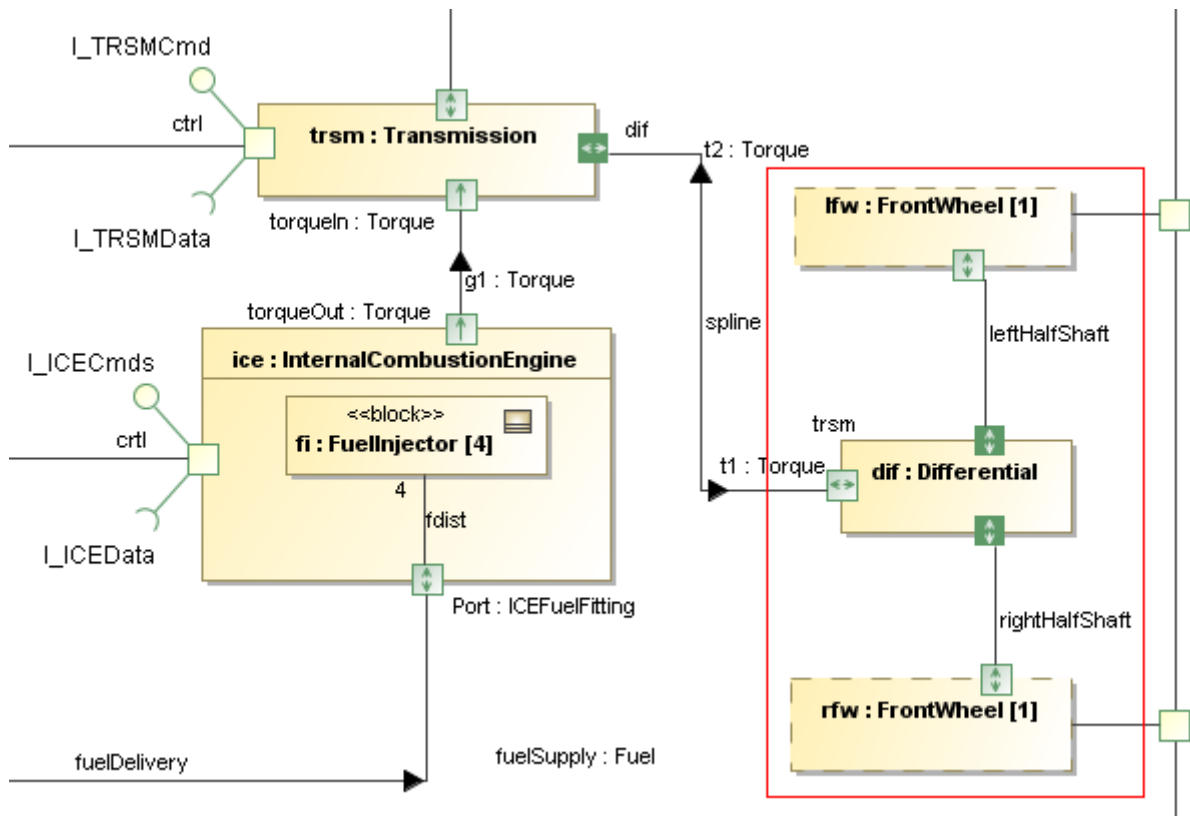 I_TRSMCmd
ctrl
trsm : Transmission
dif
t2 : Torque
I_TRSMData
torqueIn : Torque
lfw : FrontWheel [1]
g1 : Torque
torqueOut : Torque
spline
leftHalfShaft
I_ICECmds
ice : InternalCombustionEngine
crtl
<<block>>
fi : FuelInjector [4]
4
fdist
trsm
t1 : Torque
dif : Differential
I_ICEData
Port : ICEFuelFitting
rightHalfShaft
rfw : FrontWheel [1]
fuelDelivery
fuelSupply : Fuel